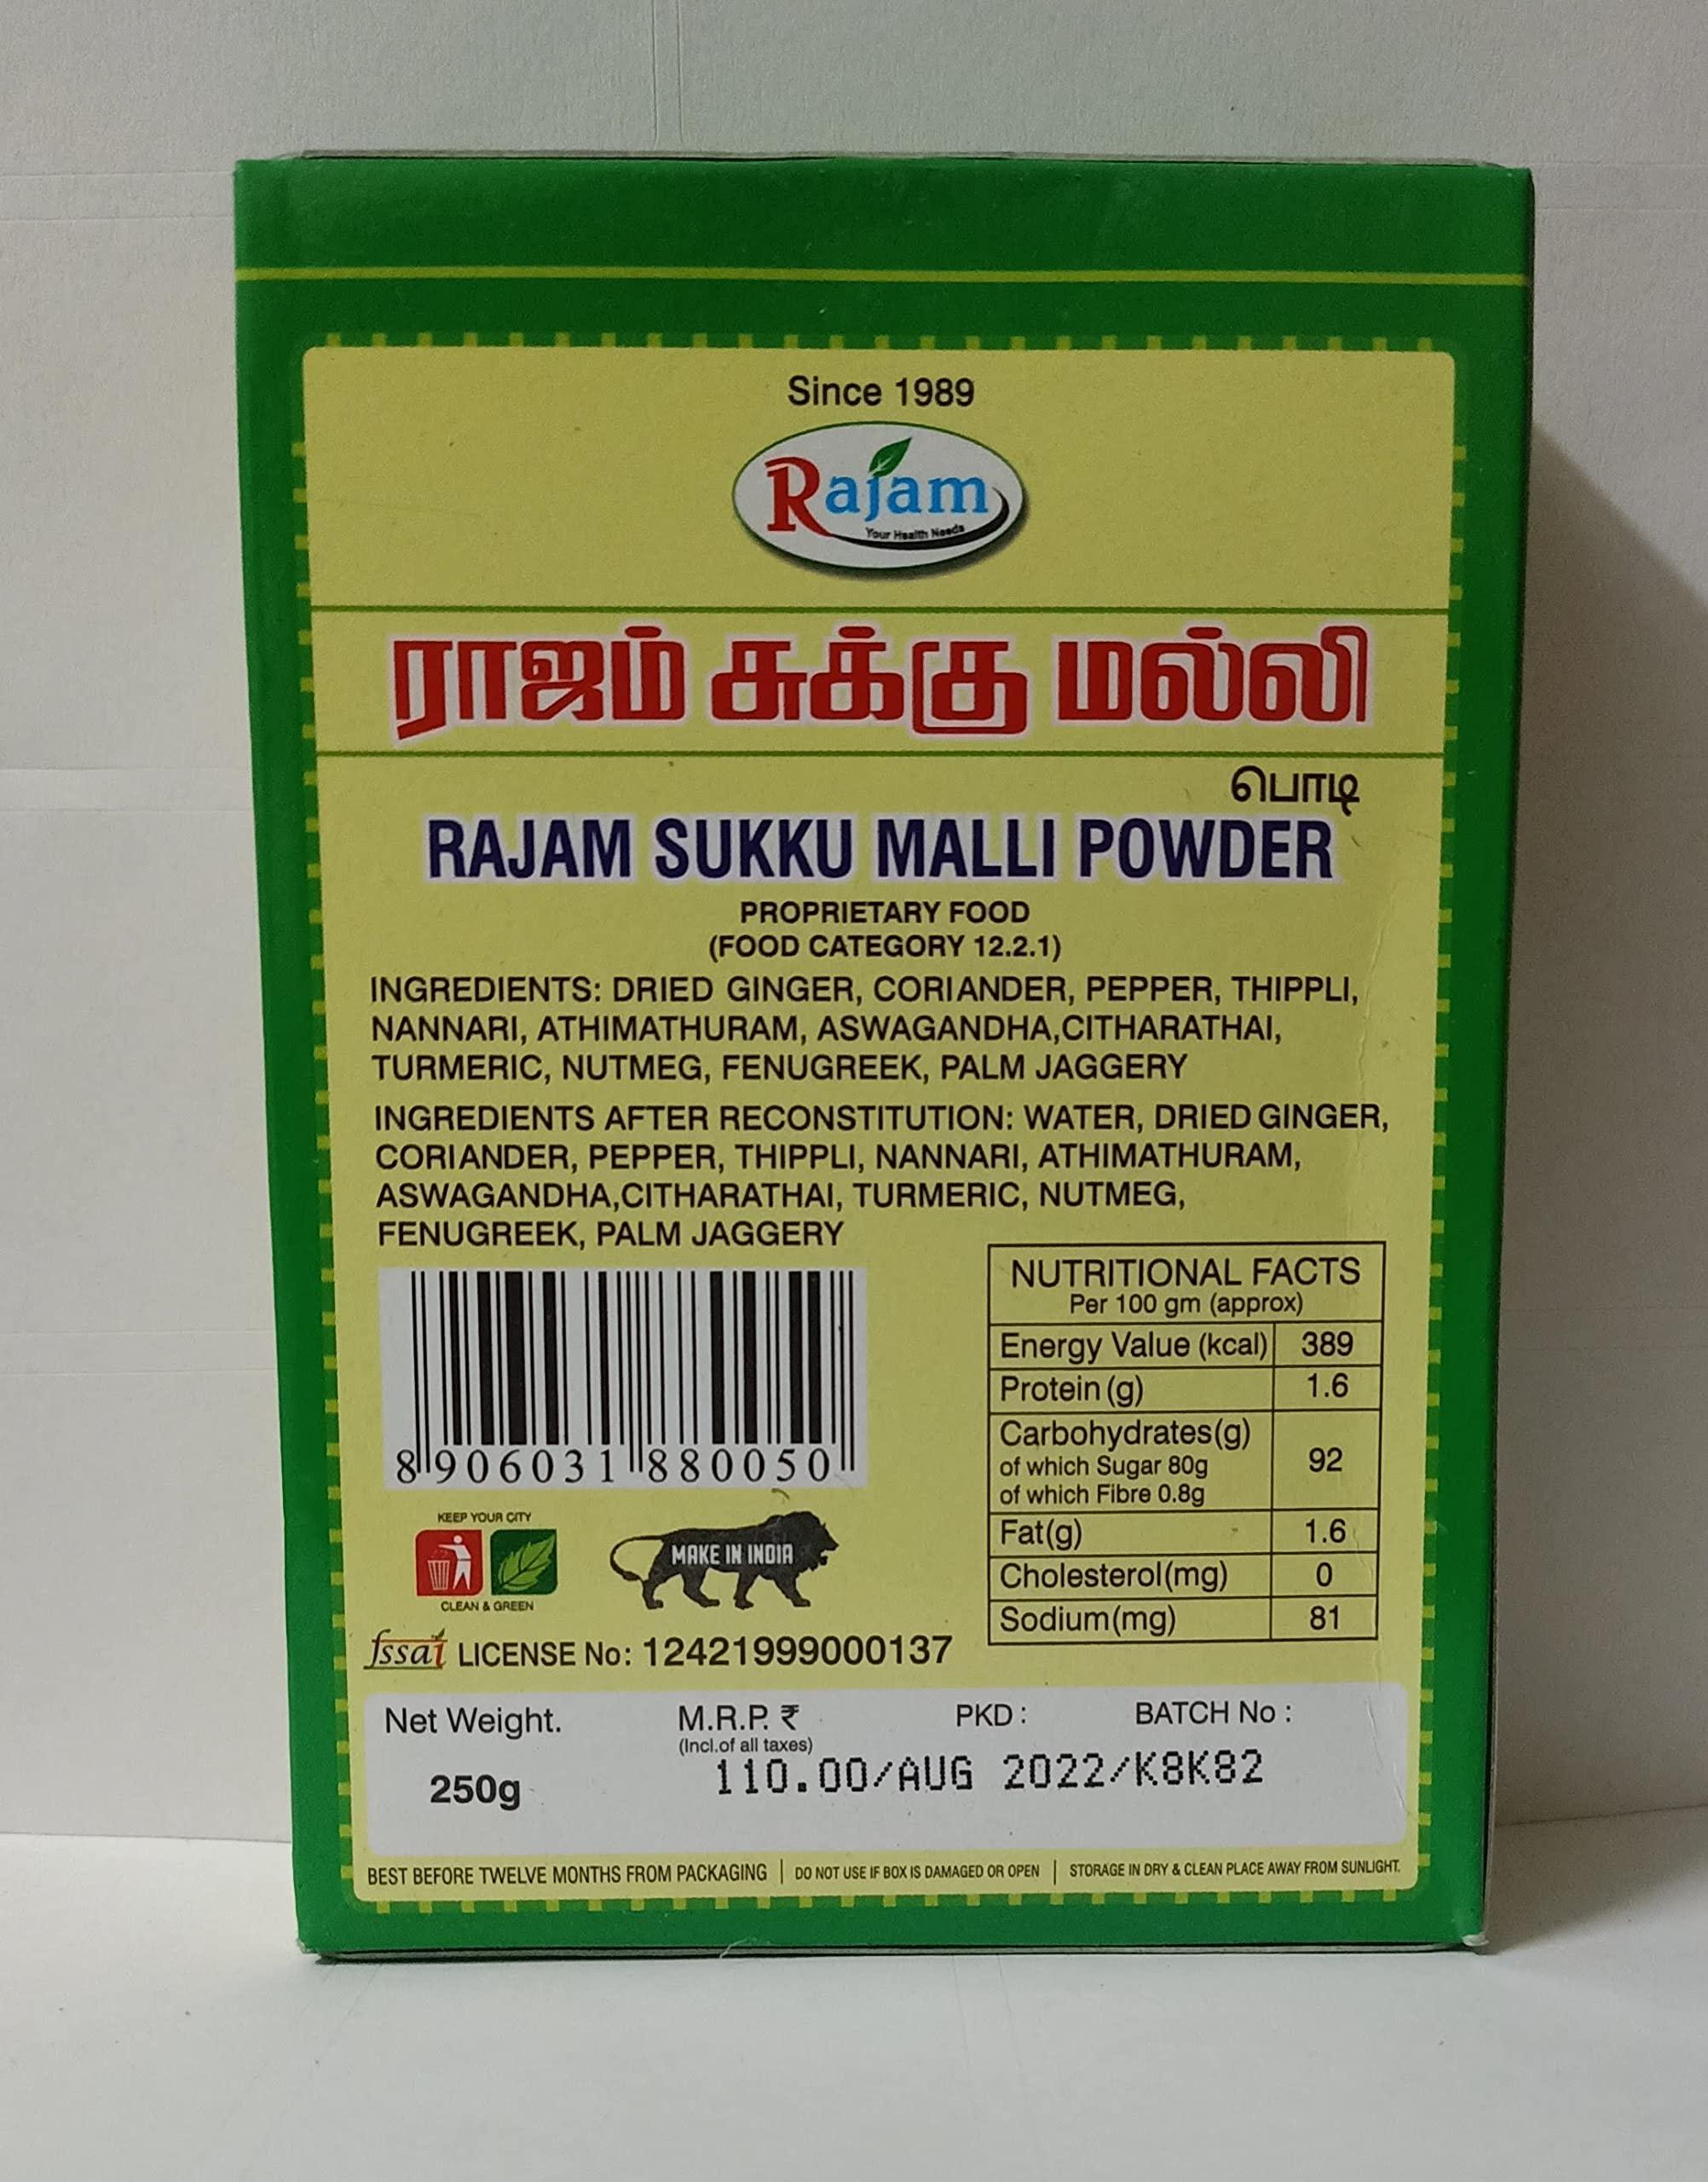 Since 1989
Rajam
Your Health Needs
ராஜம் சுக்கு மல்லி
பொடி
RAJAM SUKKU MALLI POWDER
PROPRIETARY FOOD
(FOOD CATEGORY 12.2.1)
INGREDIENTS: DRIED GINGER, CORIANDER, PEPPER, THIPPLI,
NANNARI, ATHIMATHURAM, ASWAGANDHA,CITHARATHAI,
TURMERIC, NUTMEG, FENUGREEK, PALM JAGGERY
INGREDIENTS AFTER RECONSTITUTION: WATER, DRIED GINGER,
CORIANDER, PEPPER, THIPPLI, NANNARI, ATHIMATHURAM,
ASWAGANDHA,CITHARATHAI, TURMERIC, NUTMEG,
FENUGREEK, PALM JAGGERY
8 906031 880050
KEEP YOUR CITY
CLEAN & GREEN
MAKE IN INDIA
fssai LICENSE No: 12421999000137
NUTRITIONAL FACTS
Per 100 gm (approx)
Energy Value (kcal) 389
Protein (g) 1.6
Carbohydrates(g) 92
of which Sugar 80g
of which Fibre 0.8g
Fat(g) 1.6
Cholesterol(mg) 0
Sodium(mg) 81
Net Weight. M.R.P. ₹ PKD : BATCH No :
(Incl.of all taxes)
250g 110.00/AUG 2022/K8K82
BEST BEFORE TWELVE MONTHS FROM PACKAGING | DO NOT USE IF BOX IS DAMAGED OR OPEN | STORAGE IN DRY & CLEAN PLACE AWAY FROM SUNLIGHT.